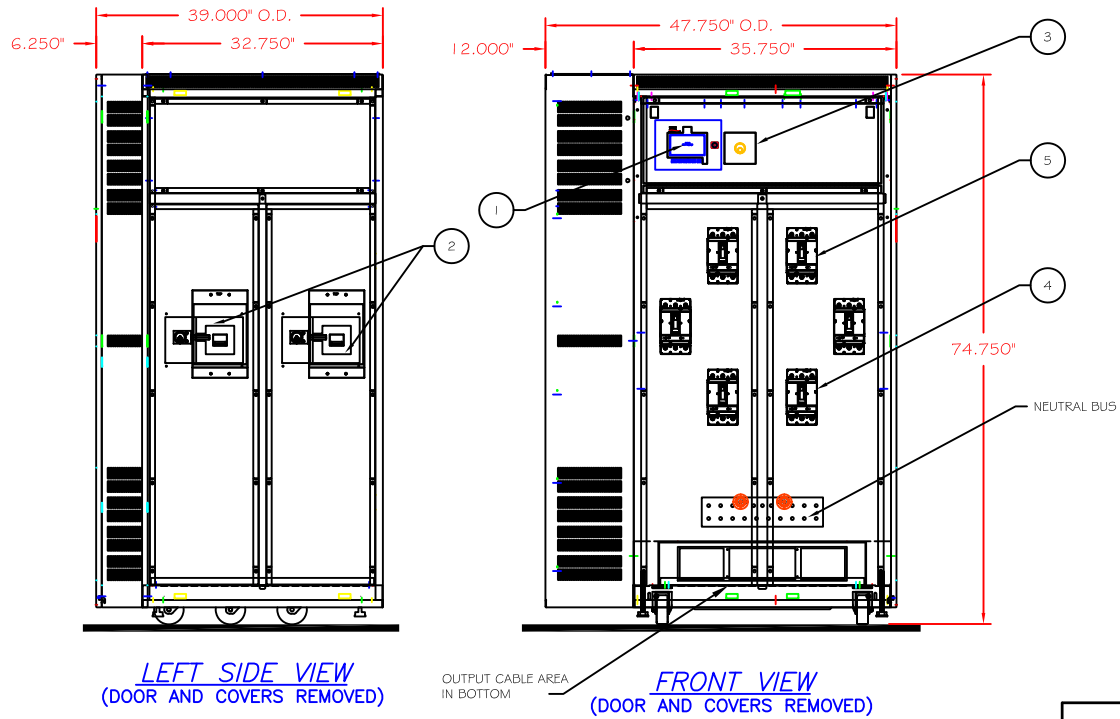 39.000" O.D.
6.250"
32.750"
47.750" O.D.
12.000"
35.750"
3
5
1
2
4
74.750"
NEUTRAL BUS
OUTPUT CABLE AREA
IN BOTTOM
LEFT SIDE VIEW
(DOOR AND COVERS REMOVED)
FRONT VIEW
(DOOR AND COVERS REMOVED)